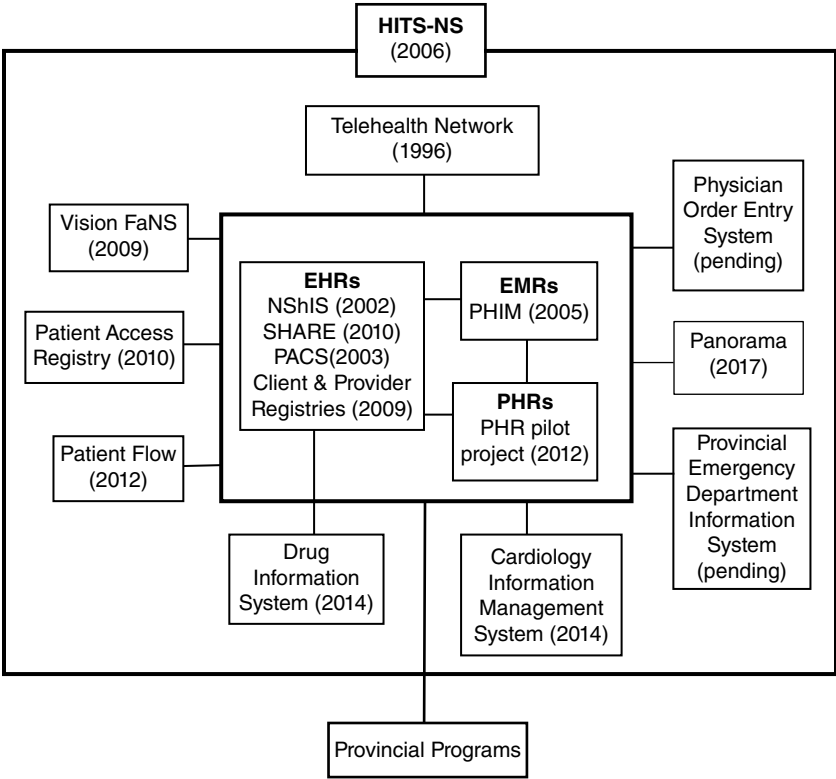 HITS-NS
(2006)
Telehealth Network
(1996)
Vision FaNS
(2009)
Physician
Order Entry
System
(pending)
EHRs
NShIS (2002)
SHARE (2010)
PACS(2003)
Client & Provider
Registries (2009)
EMRs
PHIM (2005)
Patient Access
Registry (2010)
Panorama
(2017)
PHRs
PHR pilot
project (2012)
Patient Flow
(2012)
Provincial
Emergency
Department
Information
System
(pending)
Drug
Information
System (2014)
Cardiology
Information
Management
System (2014)
Provincial Programs